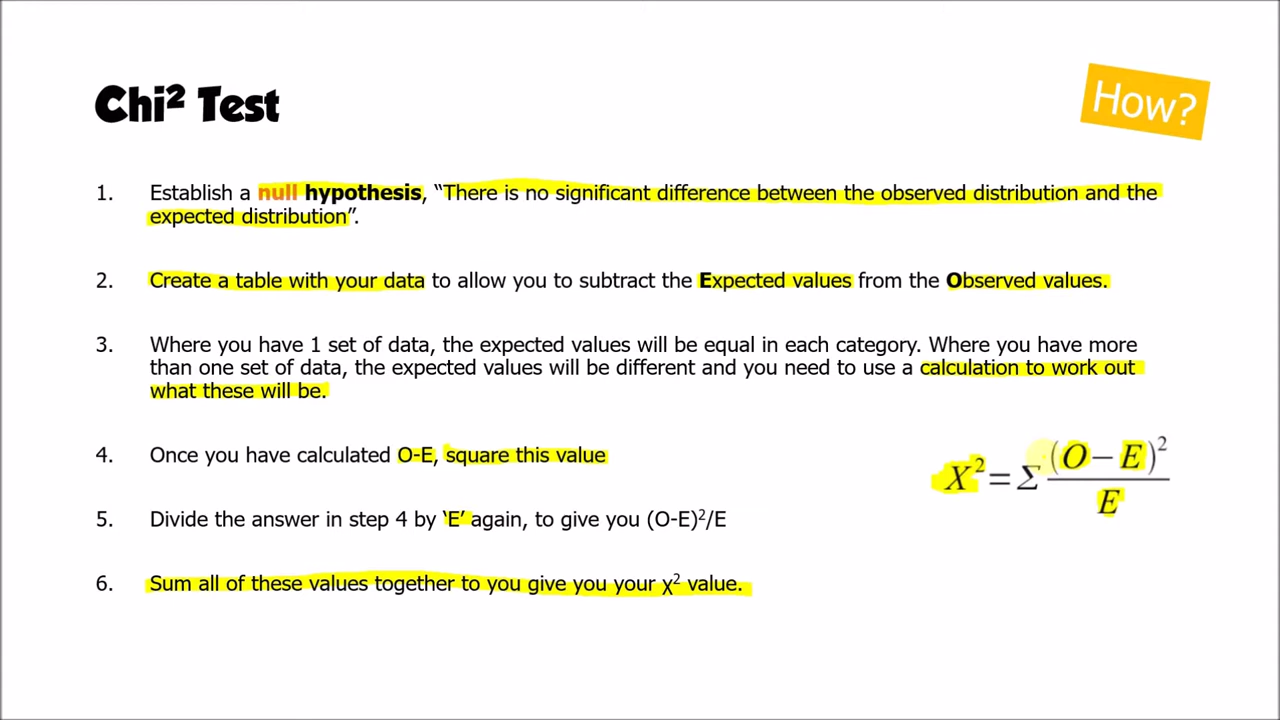 Chi² Test
How?
1. Establish a null hypothesis, “There is no significant difference between the observed distribution and the
expected distribution”.
2. Create a table with your data to allow you to subtract the Expected values from the Observed values.
3. Where you have 1 set of data, the expected values will be equal in each category. Where you have more
than one set of data, the expected values will be different and you need to use a calculation to work out
what these will be.
4. Once you have calculated O-E, square this value
5. Divide the answer in step 4 by ‘E’ again, to give you (O-E)²/E
6. Sum all of these values together to you give you your χ² value.
X² = Σ (O − E)² / E